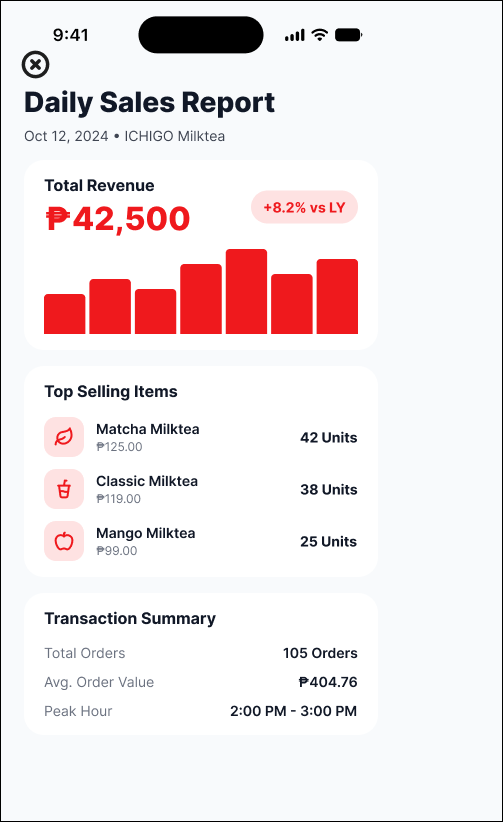 9:41
Daily Sales Report
Oct 12, 2024 • ICHIGO Milktea
Total Revenue
₱42,500
+8.2% vs LY
Top Selling Items
Matcha Milktea
₱125.00
42 Units
Classic Milktea
₱119.00
38 Units
Mango Milktea
₱99.00
25 Units
Transaction Summary
Total Orders 105 Orders
Avg. Order Value ₱404.76
Peak Hour 2:00 PM - 3:00 PM